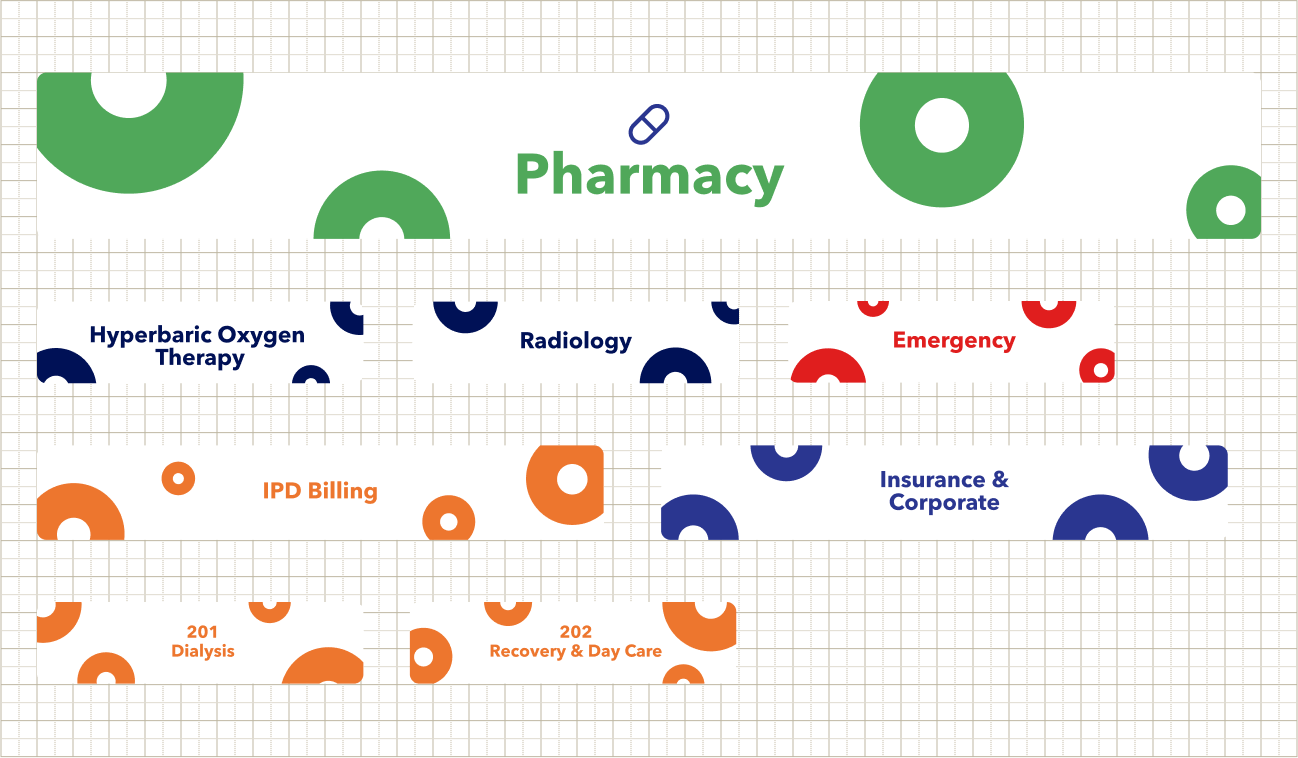 Pharmacy
Hyperbaric Oxygen
Therapy
Radiology
Emergency
IPD Billing
Insurance &
Corporate
201
Dialysis
202
Recovery & Day Care